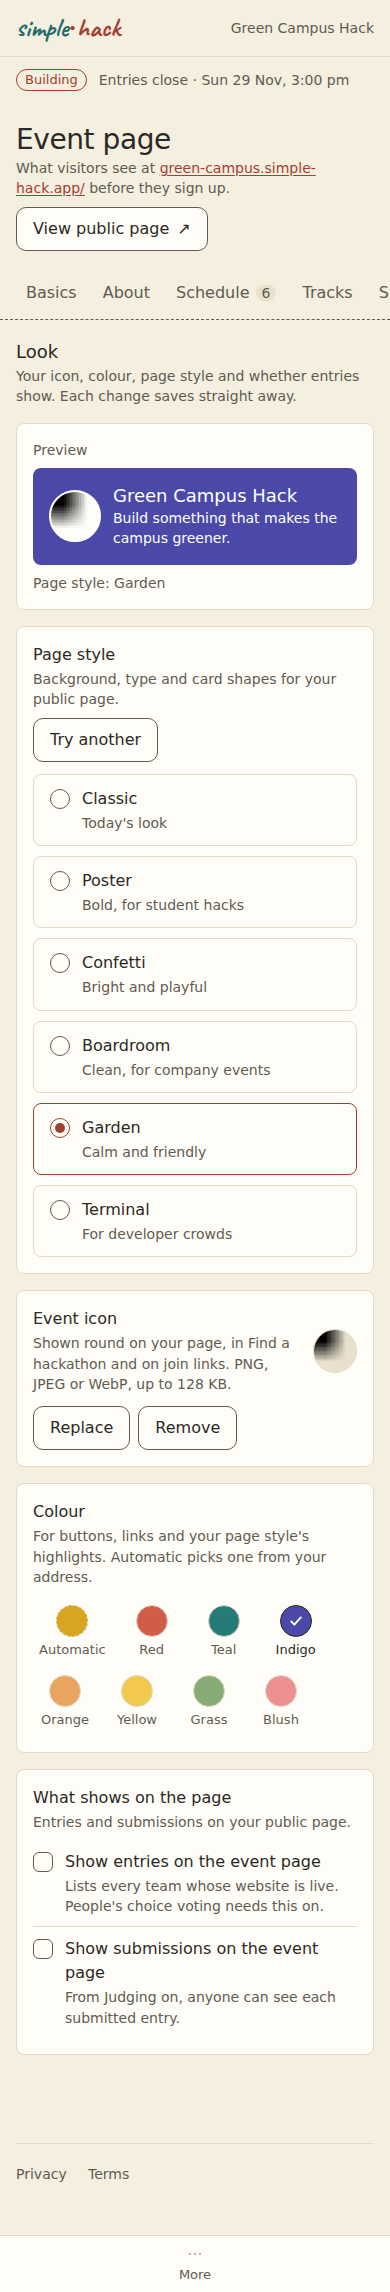 simple·hack
Green Campus Hack
Building
Entries close · Sun 29 Nov, 3:00 pm
Event page
What visitors see at green-campus.simple-
hack.app/ before they sign up.
View public page ↗
Basics
About
Schedule 6
Tracks
S
Look
Your icon, colour, page style and whether entries
show. Each change saves straight away.
Preview
Green Campus Hack
Build something that makes the
campus greener.
Page style: Garden
Page style
Background, type and card shapes for your
public page.
Try another
Classic
Today's look
Poster
Bold, for student hacks
Confetti
Bright and playful
Boardroom
Clean, for company events
Garden
Calm and friendly
Terminal
For developer crowds
Event icon
Shown round on your page, in Find a
hackathon and on join links. PNG,
JPEG or WebP, up to 128 KB.
Replace
Remove
Colour
For buttons, links and your page style's
highlights. Automatic picks one from your
address.
Automatic
Red
Teal
Indigo
Orange
Yellow
Grass
Blush
What shows on the page
Entries and submissions on your public page.
Show entries on the event page
Lists every team whose website is live.
People's choice voting needs this on.
Show submissions on the event
page
From Judging on, anyone can see each
submitted entry.
Privacy
Terms
...
More